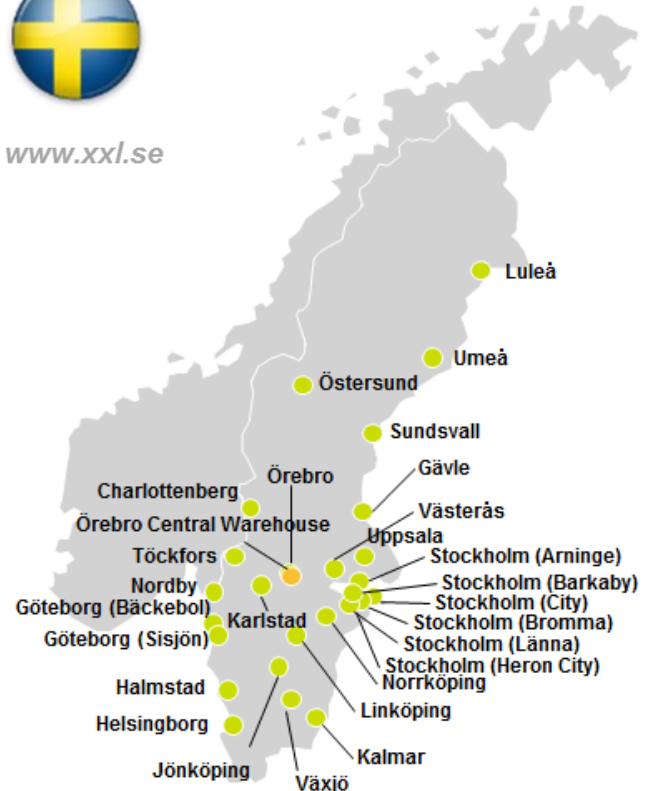 www.xxl.se
Luleå
Umeå
Östersund
Sundsvall
Gävle
Örebro
Charlottenberg
Västerås
Örebro Central Warehouse
Uppsala
Töckfors
Stockholm (Arninge)
Stockholm (Barkaby)
Nordby
Stockholm (City)
Göteborg (Bäckebol)
Karlstad
Stockholm (Bromma)
Göteborg (Sisjön)
Stockholm (Länna)
Stockholm (Heron City)
Norrköping
Halmstad
Linköping
Helsingborg
Kalmar
Jönköping
Växiö